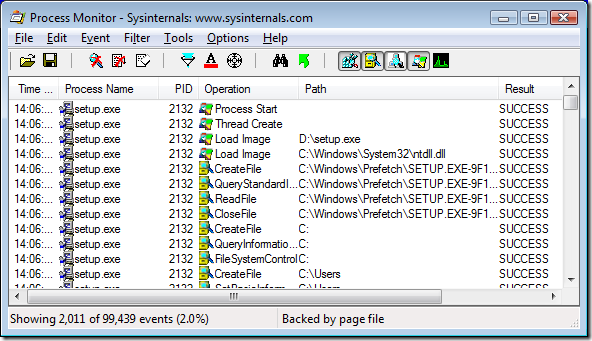 Process Monitor - Sysinternals: www.sysinternals.com
File Edit Event Filter Tools Options Help
Time ... Process Name PID Operation Path Result
14:06:... setup.exe 2132 Process Start SUCCESS
14:06:... setup.exe 2132 Thread Create SUCCESS
14:06:... setup.exe 2132 Load Image D:\setup.exe SUCCESS
14:06:... setup.exe 2132 Load Image C:\Windows\System32\ntdll.dll SUCCESS
14:06:... setup.exe 2132 CreateFile C:\Windows\Prefetch\SETUP.EXE-9F1... SUCCESS
14:06:... setup.exe 2132 QueryStandardI... C:\Windows\Prefetch\SETUP.EXE-9F1... SUCCESS
14:06:... setup.exe 2132 ReadFile C:\Windows\Prefetch\SETUP.EXE-9F1... SUCCESS
14:06:... setup.exe 2132 CloseFile C:\Windows\Prefetch\SETUP.EXE-9F1... SUCCESS
14:06:... setup.exe 2132 CreateFile C: SUCCESS
14:06:... setup.exe 2132 QueryInformatio... C: SUCCESS
14:06:... setup.exe 2132 FileSystemControl C: SUCCESS
14:06:... setup.exe 2132 CreateFile C:\Users SUCCESS
14:06:... setup.exe 2132 C:\Users SUCCESS
Showing 2,011 of 99,439 events (2.0%) Backed by page file